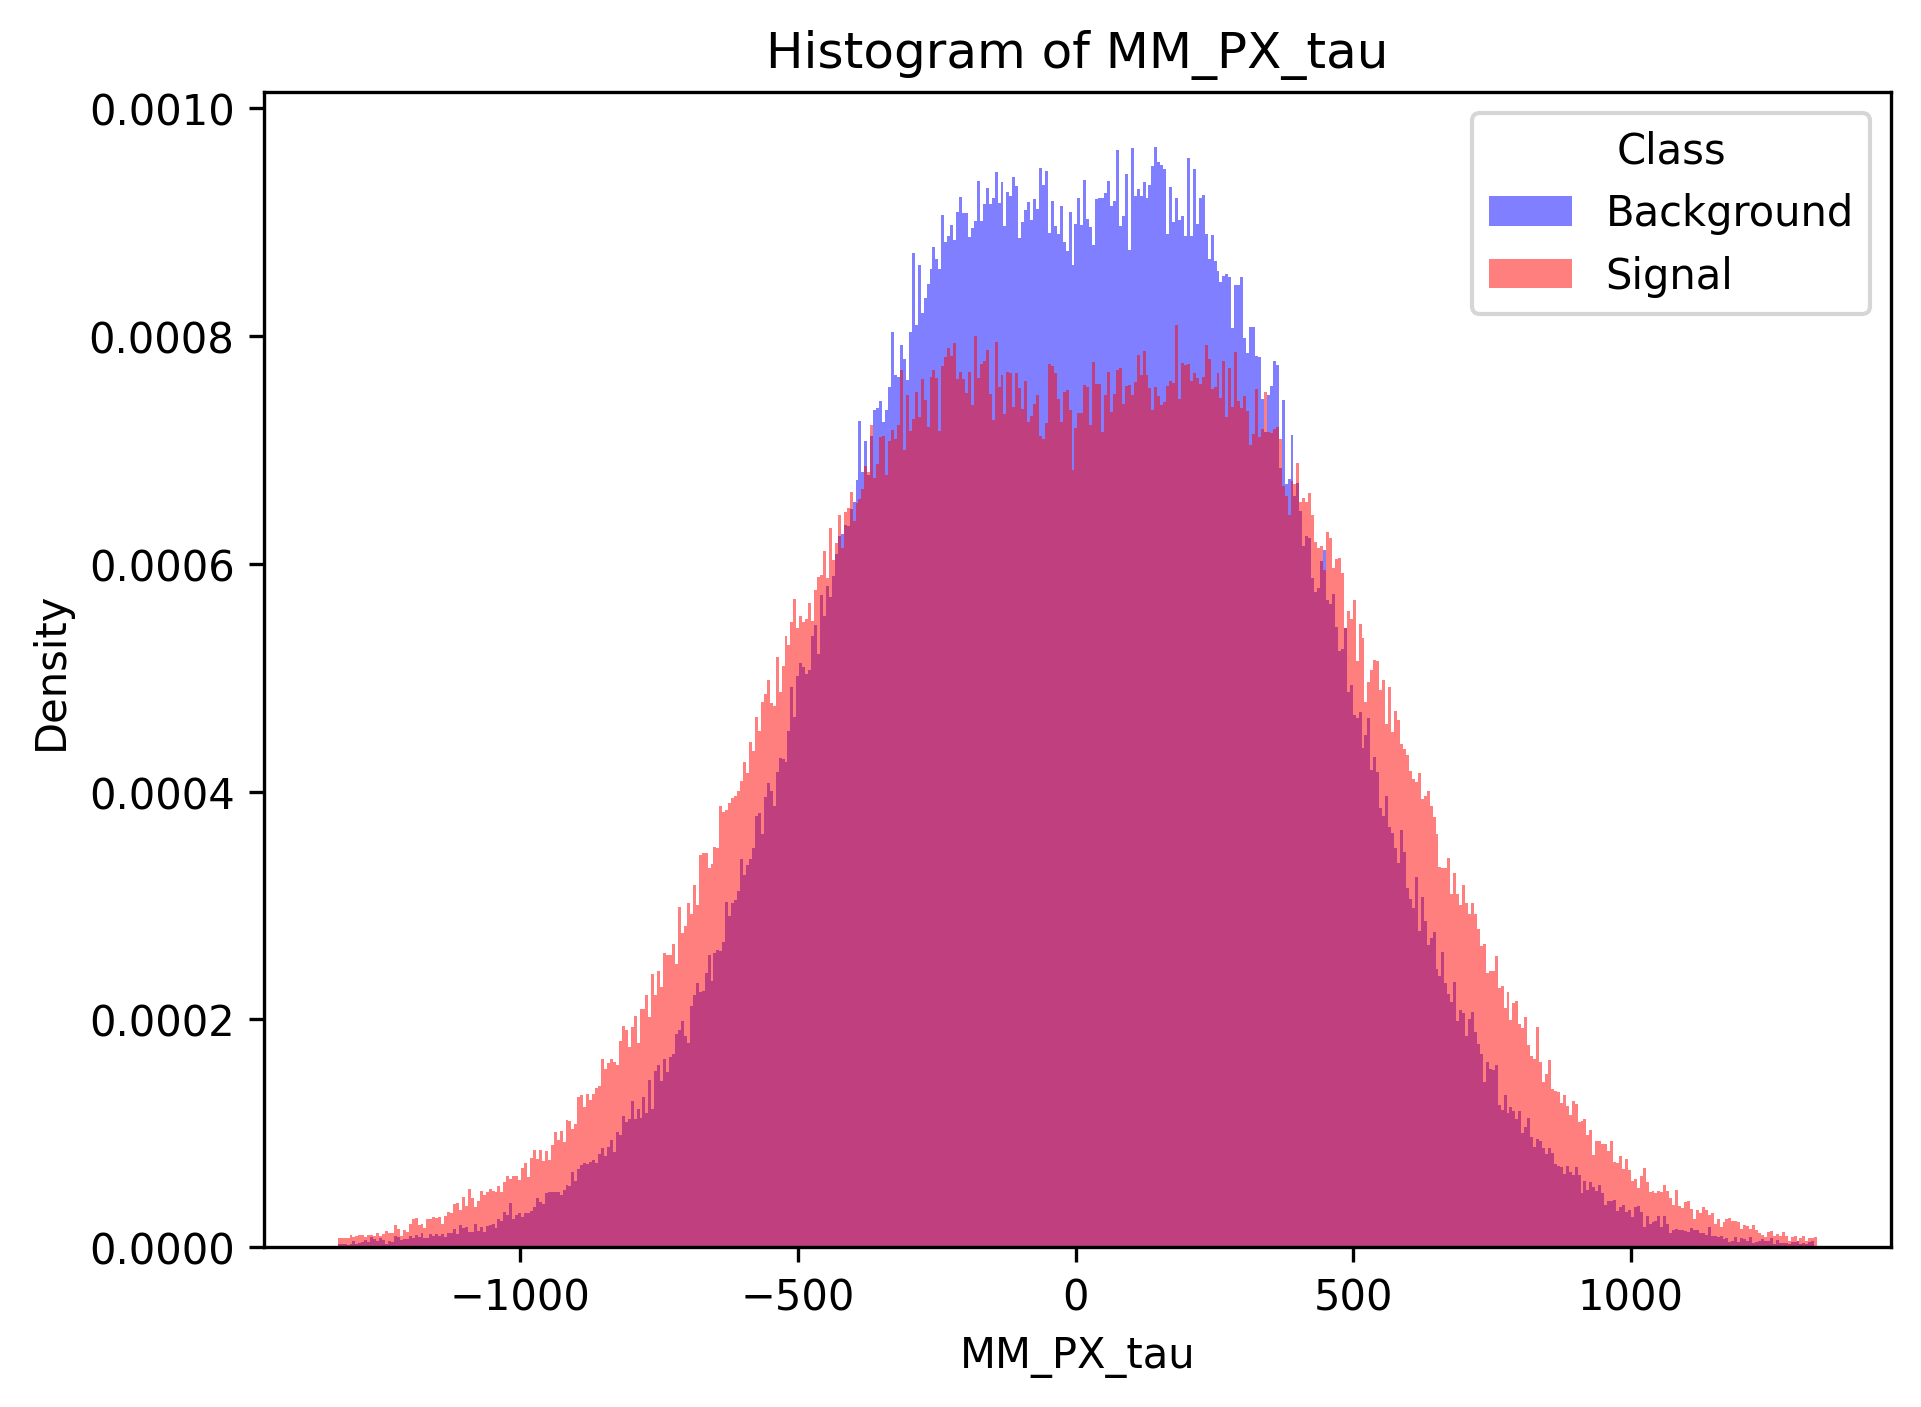 Histogram of MM_PX_tau
Class
Background
Signal
0.0010
0.0008
0.0006
0.0004
0.0002
0.0000
Density
−1000
−500
0
500
1000
MM_PX_tau